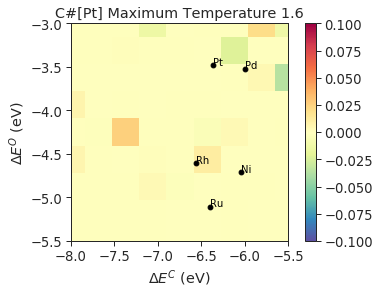 C#[Pt] Maximum Temperature 1.6
−3.0
−3.5
−4.0
−4.5
−5.0
−5.5
ΔE^O (eV)
−8.0 −7.5 −7.0 −6.5 −6.0 −5.5
ΔE^C (eV)
Pt
Pd
Rh
Ni
Ru
0.100
0.075
0.050
0.025
0.000
−0.025
−0.050
−0.075
−0.100